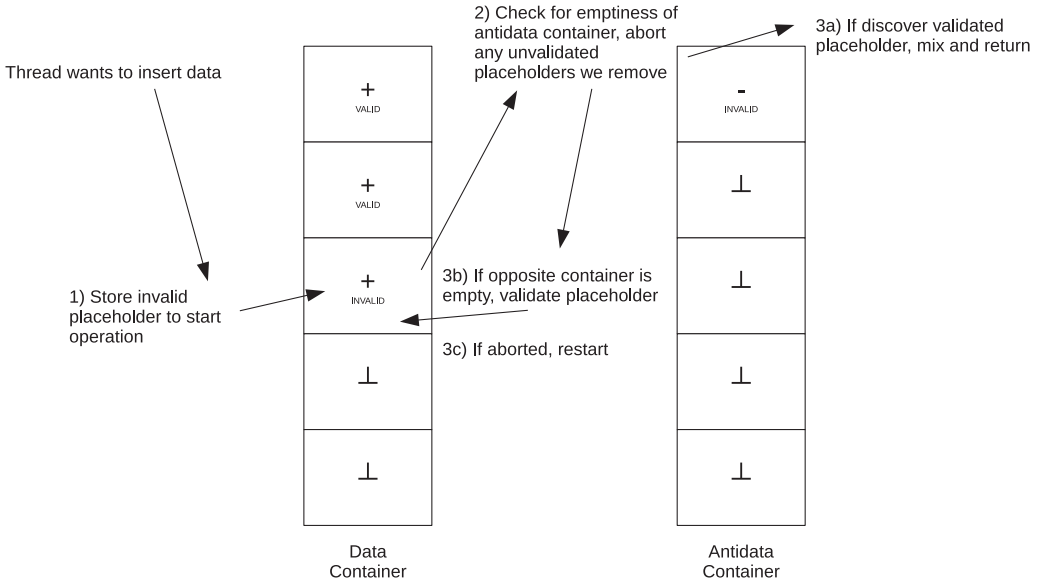 Thread wants to insert data
1) Store invalid
placeholder to start
operation
+
VALID
+
VALID
+
INVALID
⊥
⊥
Data
Container
2) Check for emptiness of
antidata container, abort
any unvalidated
placeholders we remove
3b) If opposite container is
empty, validate placeholder
3c) If aborted, restart
3a) If discover validated
placeholder, mix and return
-
INVALID
⊥
⊥
⊥
⊥
Antidata
Container